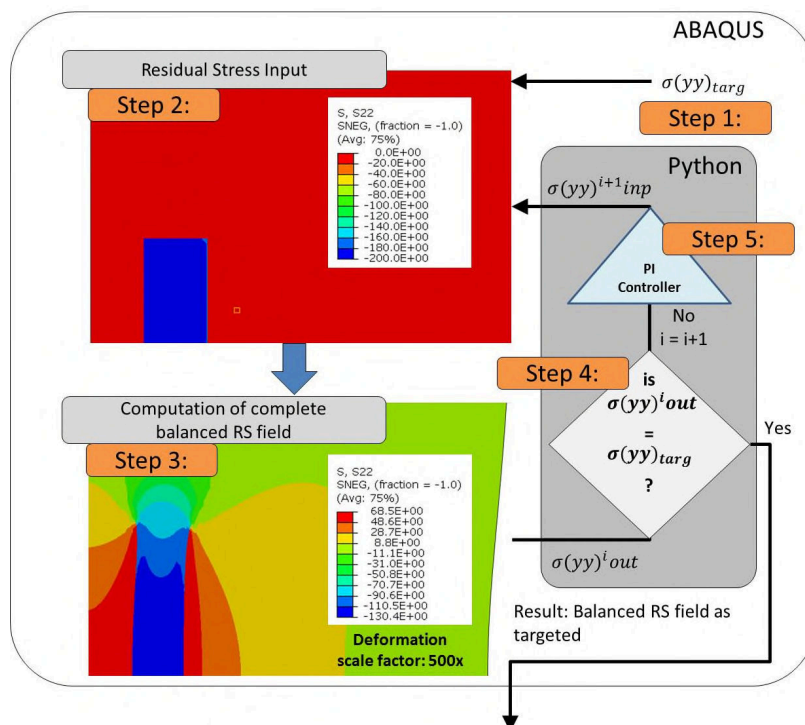 ABAQUS
Residual Stress Input
Step 2:
S, S22
SNEG, (fraction = -1.0)
(Avg: 75%)
0.0E+00
-20.0E+00
-40.0E+00
-60.0E+00
-80.0E+00
-100.0E+00
-120.0E+00
-140.0E+00
-160.0E+00
-180.0E+00
-200.0E+00
σ(yy)targ
Step 1:
Python
σ(yy)^i+1 inp
Step 5:
PI
Controller
No
i = i+1
Step 4:
is
σ(yy)^i out
=
σ(yy)targ
?
Yes
Computation of complete
balanced RS field
Step 3:
S, S22
SNEG, (fraction = -1.0)
(Avg: 75%)
68.5E+00
48.6E+00
28.7E+00
8.8E+00
-11.1E+00
-31.0E+00
-50.8E+00
-70.7E+00
-90.6E+00
-110.5E+00
-130.4E+00
Deformation
scale factor: 500x
σ(yy)^i out
Result: Balanced RS field as
targeted